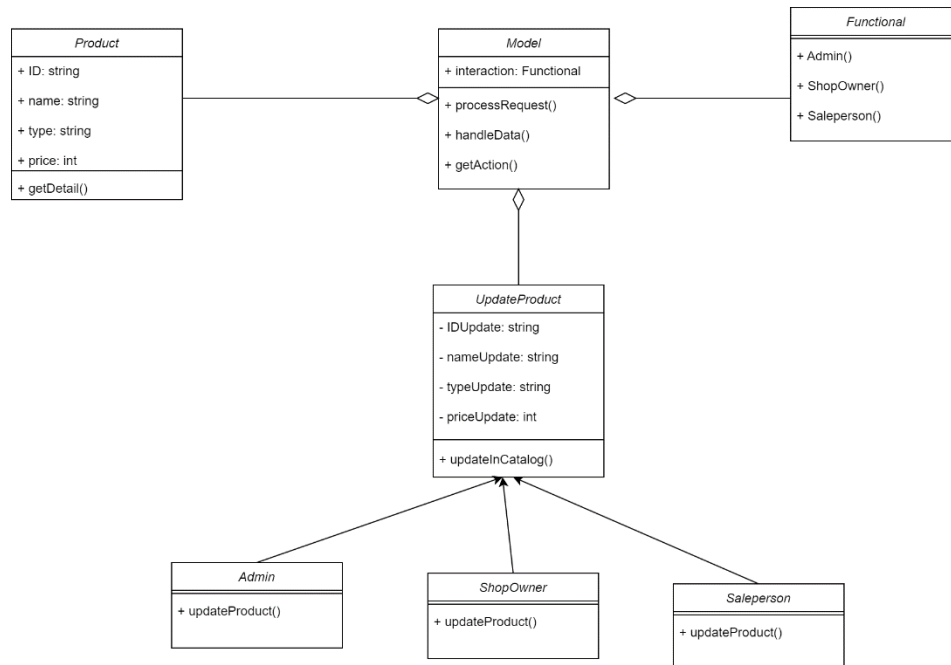 Product
+ ID: string
+ name: string
+ type: string
+ price: int
+ getDetail()
Model
+ interaction: Functional
+ processRequest()
+ handleData()
+ getAction()
Functional
+ Admin()
+ ShopOwner()
+ Saleperson()
UpdateProduct
- IDUpdate: string
- nameUpdate: string
- typeUpdate: string
- priceUpdate: int
+ updateInCatalog()
Admin
+ updateProduct()
ShopOwner
+ updateProduct()
Saleperson
+ updateProduct()